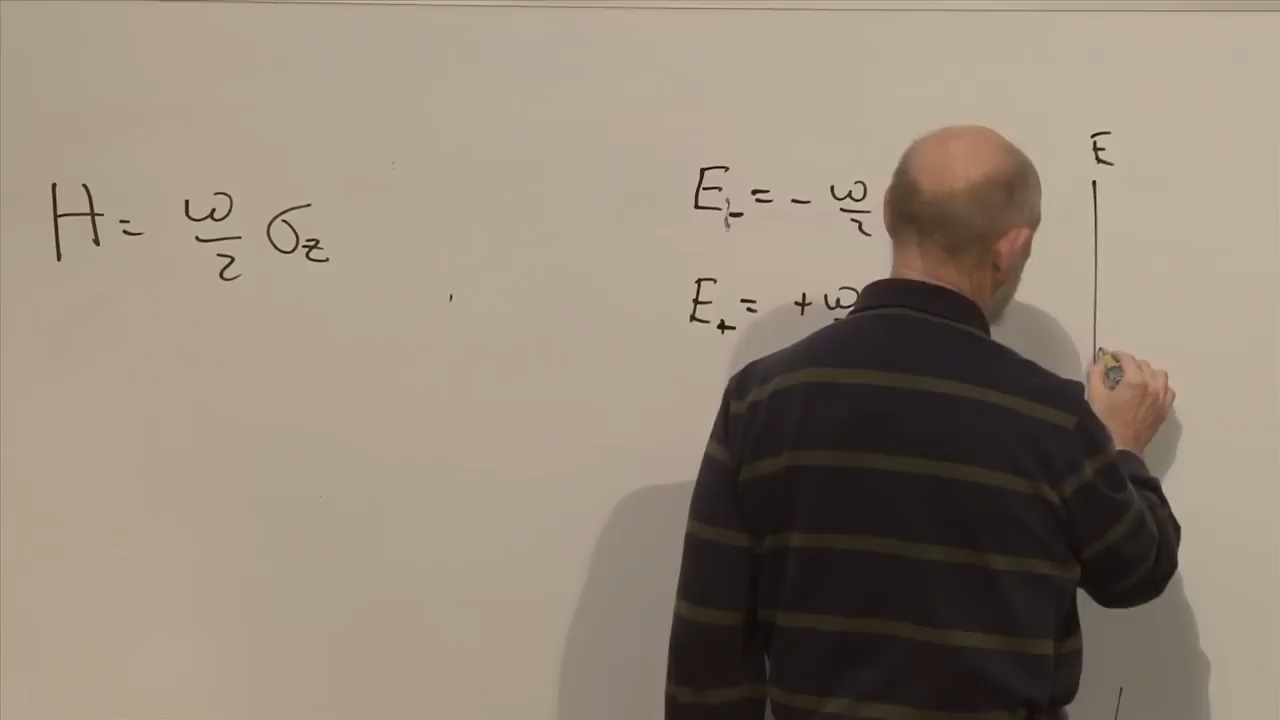 H = ω/2 σz
E- = - ω/2
E+ = + ω
E